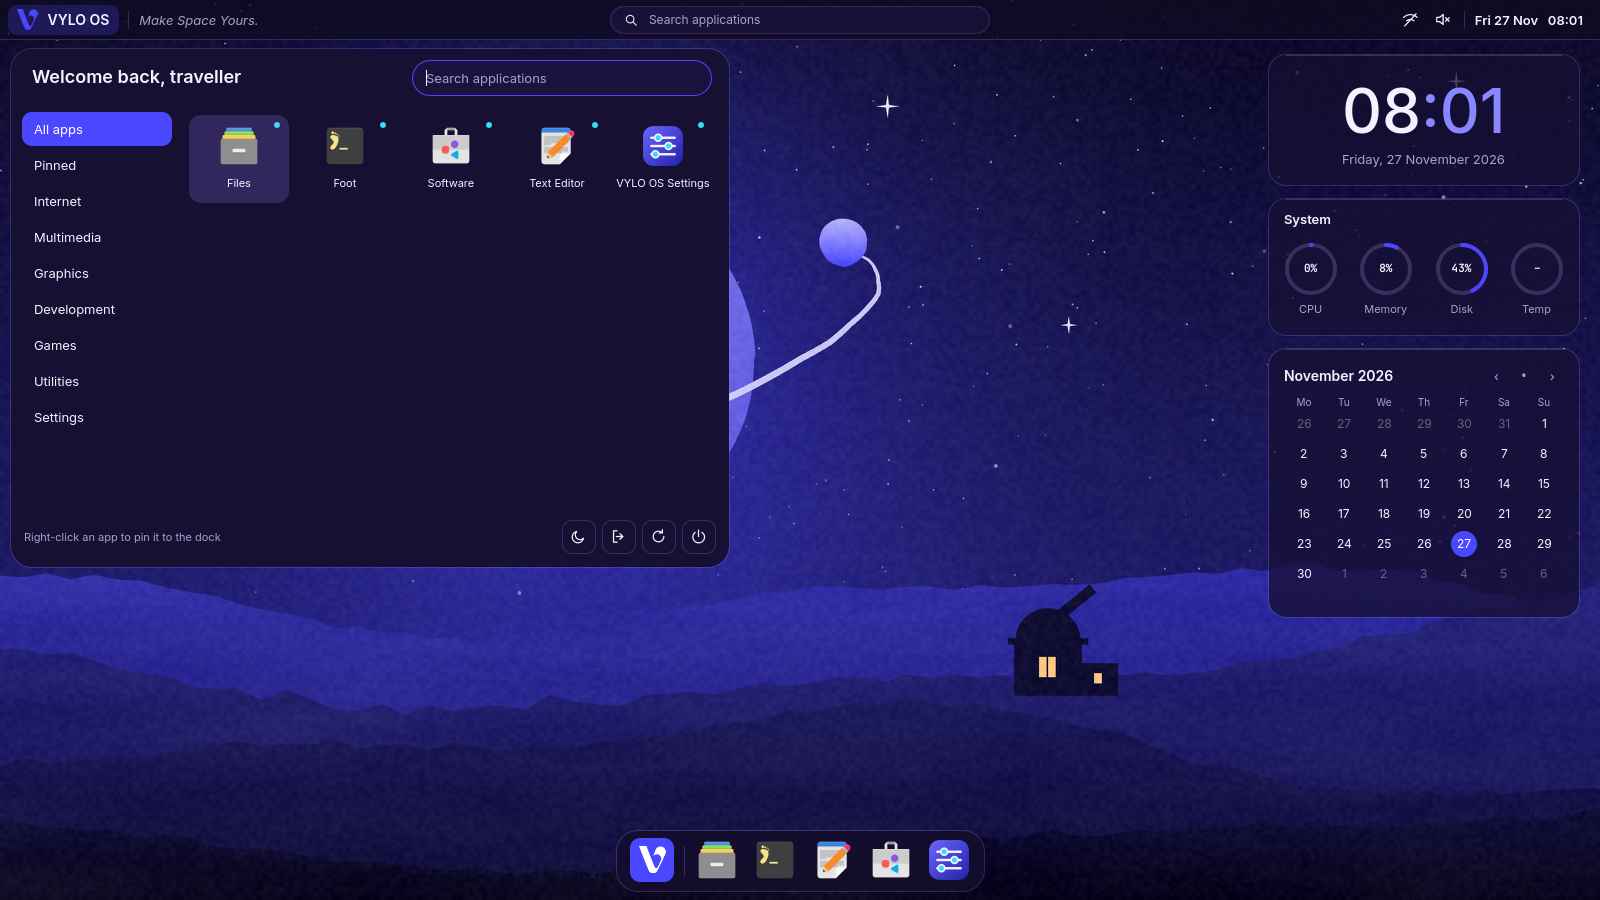 VYLO OS
Make Space Yours.
Search applications
Fri 27 Nov 08:01
Welcome back, traveller
Search applications
All apps
Pinned
Internet
Multimedia
Graphics
Development
Games
Utilities
Settings
Files
Foot
Software
Text Editor
VYLO OS Settings
Right-click an app to pin it to the dock
08:01
Friday, 27 November 2026
System
0% 8% 43% –
CPU Memory Disk Temp
November 2026 ‹ • ›
Mo Tu We Th Fr Sa Su
26 27 28 29 30 31 1
2 3 4 5 6 7 8
9 10 11 12 13 14 15
16 17 18 19 20 21 22
23 24 25 26 27 28 29
30 1 2 3 4 5 6